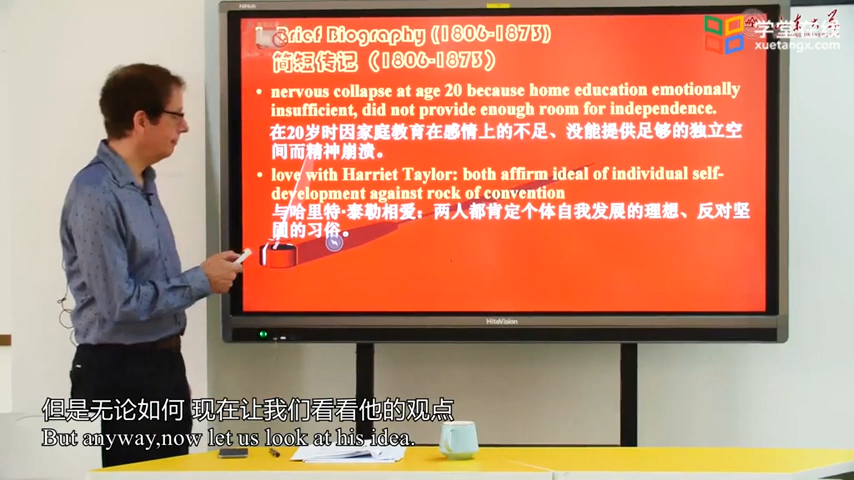 Brief Biography (1806-1873)
简短传记（1806-1873）
学堂在线
xuetangx.com
• nervous collapse at age 20 because home education emotionally
insufficient, did not provide enough room for independence.
在20岁时因家庭教育在感情上的不足、没能提供足够的独立空
间而精神崩溃。
• love with Harriet Taylor: both affirm ideal of individual self-
development against rock of convention
与哈里特·泰勒相爱：两人都肯定个体自我发展的理想、反对坚
固的习俗。
HiteVision
但是无论如何 现在让我们看看他的观点
But anyway,now let us look at his idea.